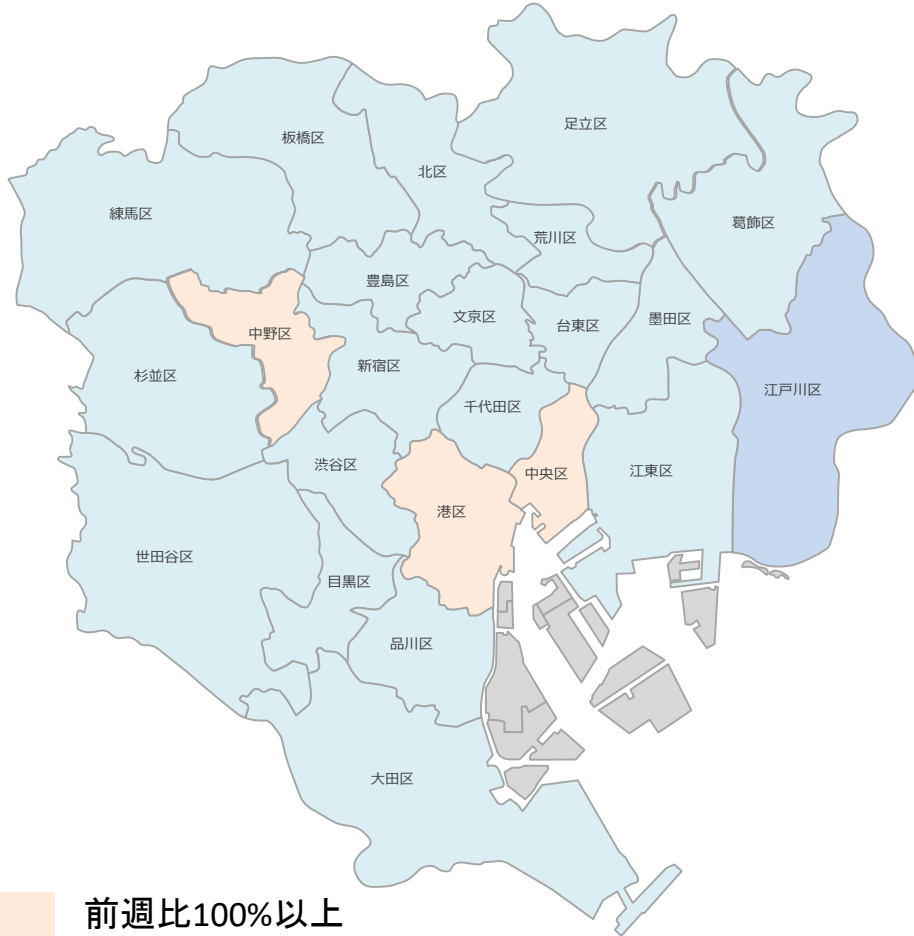 足立区
板橋区
北区
練馬区
葛飾区
荒川区
豊島区
文京区
台東区
墨田区
中野区
新宿区
杉並区
江戸川区
千代田区
渋谷区
中央区
江東区
港区
世田谷区
目黒区
品川区
大田区
前週比100%以上